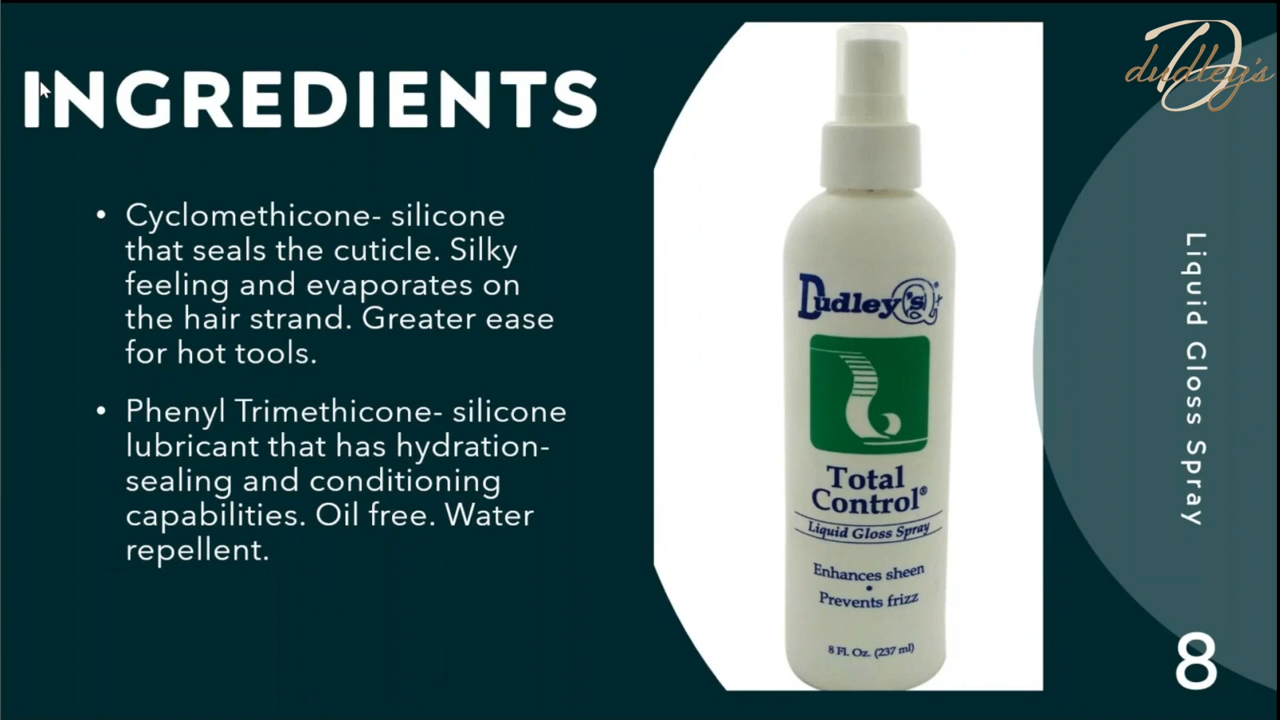 INGREDIENTS
• Cyclomethicone- silicone
that seals the cuticle. Silky
feeling and evaporates on
the hair strand. Greater ease
for hot tools.
• Phenyl Trimethicone- silicone
lubricant that has hydration-
sealing and conditioning
capabilities. Oil free. Water
repellent.
Dudley's Q+
Total
Control®
Liquid Gloss Spray
Enhances sheen
•
Prevents frizz
8 Fl. Oz. (237 ml)
D
dudley's
Liquid Gloss Spray
8